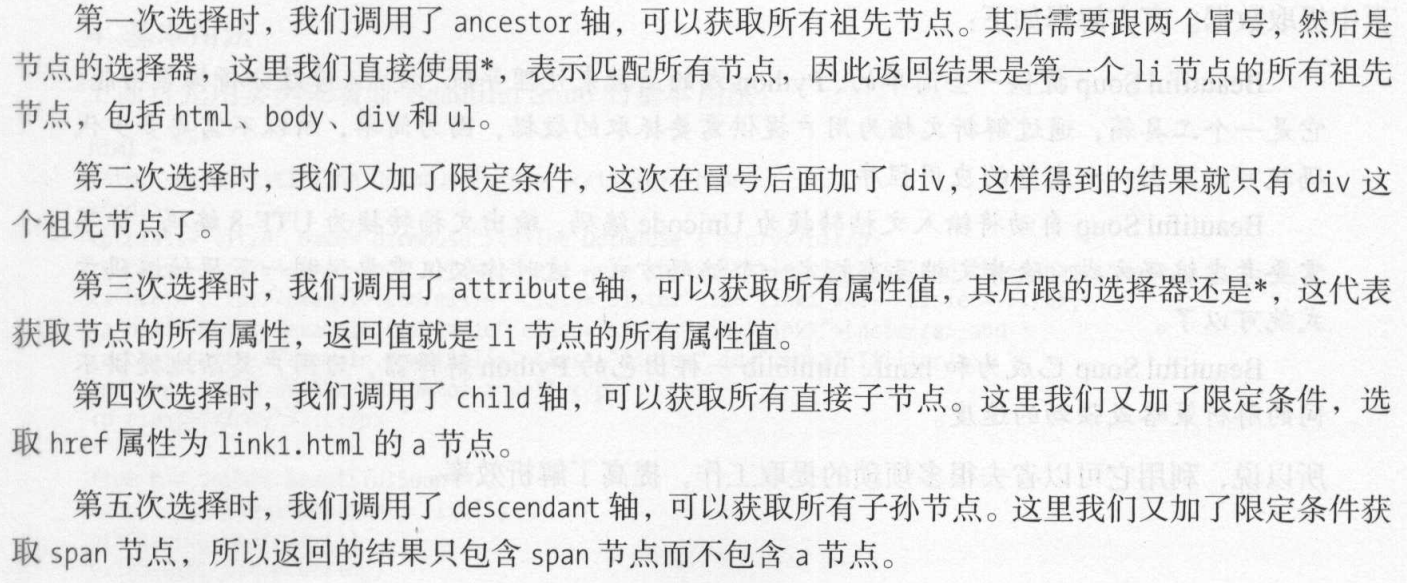 第一次选择时，我们调用了 ancestor 轴，可以获取所有祖先节点。其后需要跟两个冒号，然后是
节点的选择器，这里我们直接使用*，表示匹配所有节点，因此返回结果是第一个 li 节点的所有祖先
节点，包括 html、body、div 和 ul。
第二次选择时，我们又加了限定条件，这次在冒号后面加了 div，这样得到的结果就只有 div 这
个祖先节点了。
第三次选择时，我们调用了 attribute 轴，可以获取所有属性值，其后跟的选择器还是*，这代表
获取节点的所有属性，返回值就是 li 节点的所有属性值。
第四次选择时，我们调用了 child 轴，可以获取所有直接子节点。这里我们又加了限定条件，选
取 href 属性为 link1.html 的 a 节点。
第五次选择时，我们调用了 descendant 轴，可以获取所有子孙节点。这里我们又加了限定条件获
取 span 节点，所以返回的结果只包含 span 节点而不包含 a 节点。